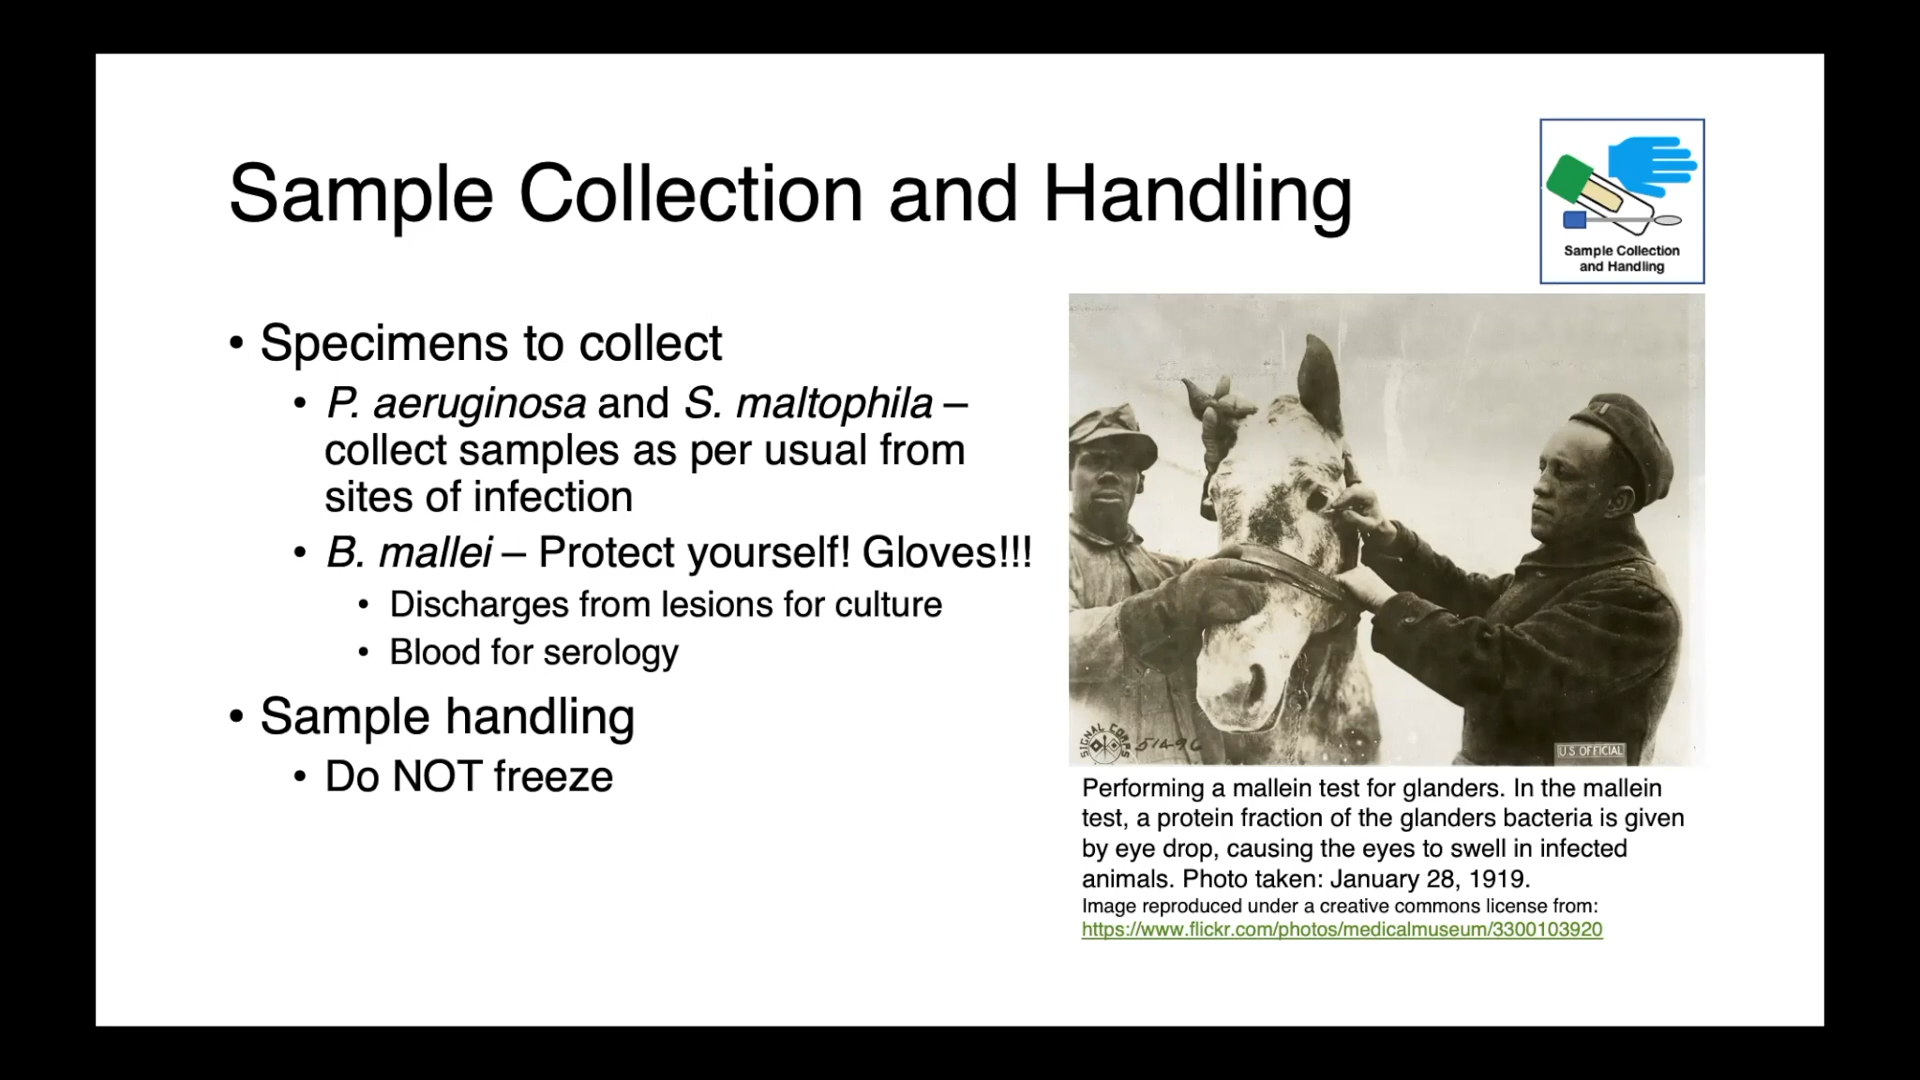 Sample Collection and Handling
Sample Collection
and Handling
• Specimens to collect
• P. aeruginosa and S. maltophila –
collect samples as per usual from
sites of infection
• B. mallei – Protect yourself! Gloves!!!
• Discharges from lesions for culture
• Blood for serology
• Sample handling
• Do NOT freeze
SIGNAL CORPS
51496
U.S OFFICIAL
Performing a mallein test for glanders. In the mallein
test, a protein fraction of the glanders bacteria is given
by eye drop, causing the eyes to swell in infected
animals. Photo taken: January 28, 1919.
Image reproduced under a creative commons license from:
https://www.flickr.com/photos/medicalmuseum/3300103920